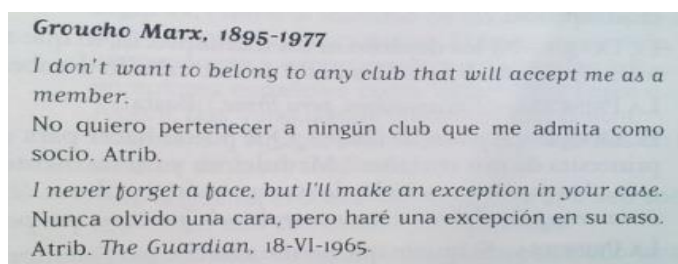 Groucho Marx, 1895-1977
I don't want to belong to any club that will accept me as a
member.
No quiero pertenecer a ningún club que me admita como
socio. Atrib.
I never forget a face, but I'll make an exception in your case.
Nunca olvido una cara, pero haré una excepción en su caso.
Atrib. The Guardian, 18-VI-1965.